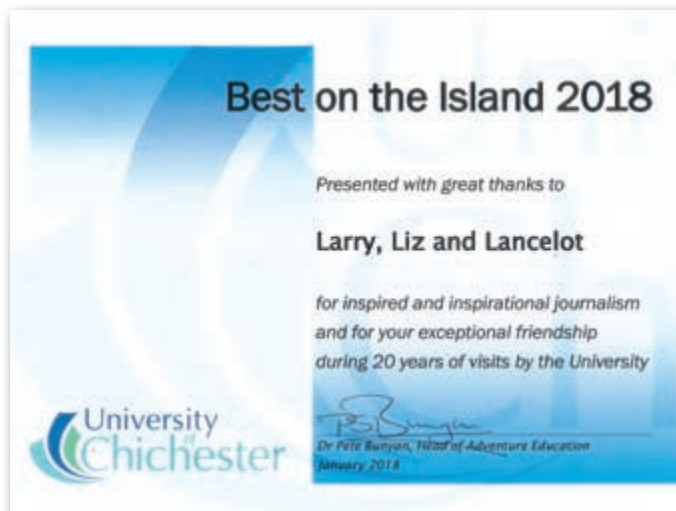 Best on the Island 2018
Presented with great thanks to
Larry, Liz and Lancelot
for inspired and inspirational journalism
and for your exceptional friendship
during 20 years of visits by the University
Dr Pete Bunyan, Head of Adventure Education
January 2018
University
of
Chichester